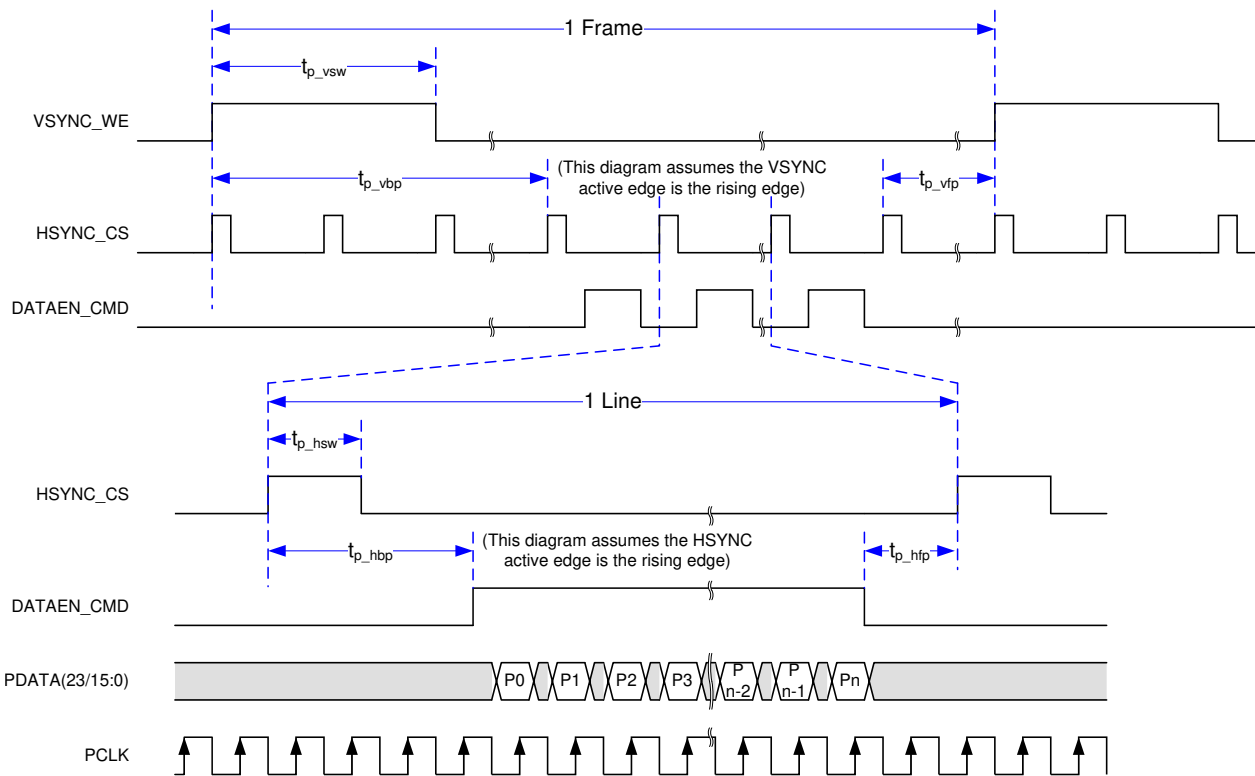 1 Frame
tp_vsw
VSYNC_WE
tp_vbp
(This diagram assumes the VSYNC
active edge is the rising edge)
tp_vfp
HSYNC_CS
DATAEN_CMD
1 Line
tp_hsw
HSYNC_CS
tp_hbp
(This diagram assumes the HSYNC
active edge is the rising edge)
tp_hfp
DATAEN_CMD
PDATA(23/15:0)
P0 P1 P2 P3 P n-2 P n-1 Pn
PCLK